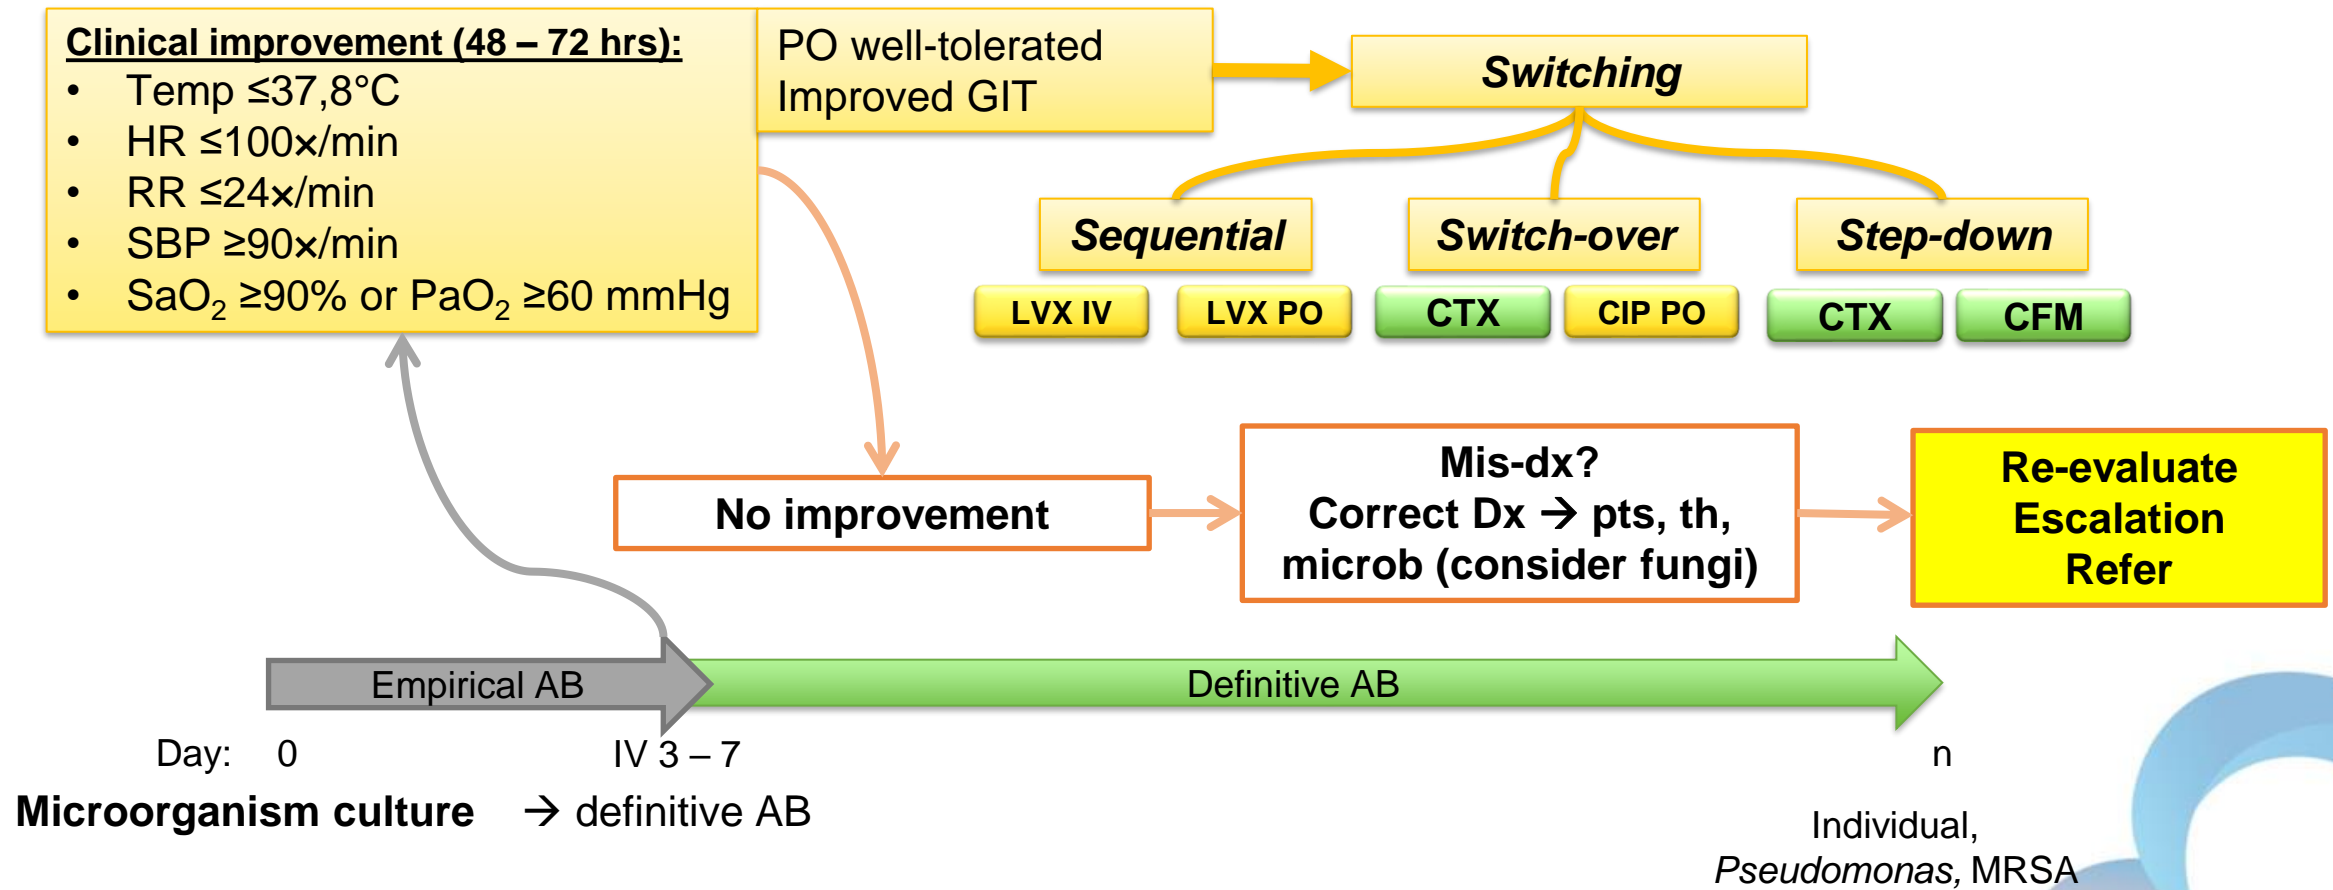 Clinical improvement (48 – 72 hrs):
• Temp ≤37,8°C
• HR ≤100×/min
• RR ≤24×/min
• SBP ≥90×/min
• SaO₂ ≥90% or PaO₂ ≥60 mmHg
PO well-tolerated
Improved GIT
Switching
Sequential
Switch-over
Step-down
LVX IV
LVX PO
CTX
CIP PO
CTX
CFM
No improvement
Mis-dx?
Correct Dx → pts, th,
microb (consider fungi)
Re-evaluate
Escalation
Refer
Empirical AB
Definitive AB
Day: 0 IV 3 – 7 n
Microorganism culture → definitive AB
Individual,
Pseudomonas, MRSA